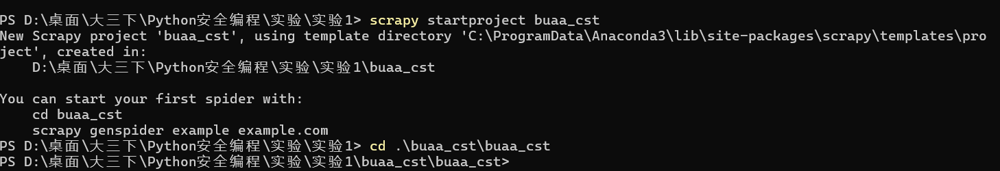 PS D:\桌面\大三下\Python安全编程\实验\实验1> scrapy startproject buaa_cst
New Scrapy project 'buaa_cst', using template directory 'C:\ProgramData\Anaconda3\lib\site-packages\scrapy\templates\pro
ject', created in:
    D:\桌面\大三下\Python安全编程\实验\实验1\buaa_cst

You can start your first spider with:
    cd buaa_cst
    scrapy genspider example example.com
PS D:\桌面\大三下\Python安全编程\实验\实验1> cd .\buaa_cst\buaa_cst
PS D:\桌面\大三下\Python安全编程\实验\实验1\buaa_cst\buaa_cst>